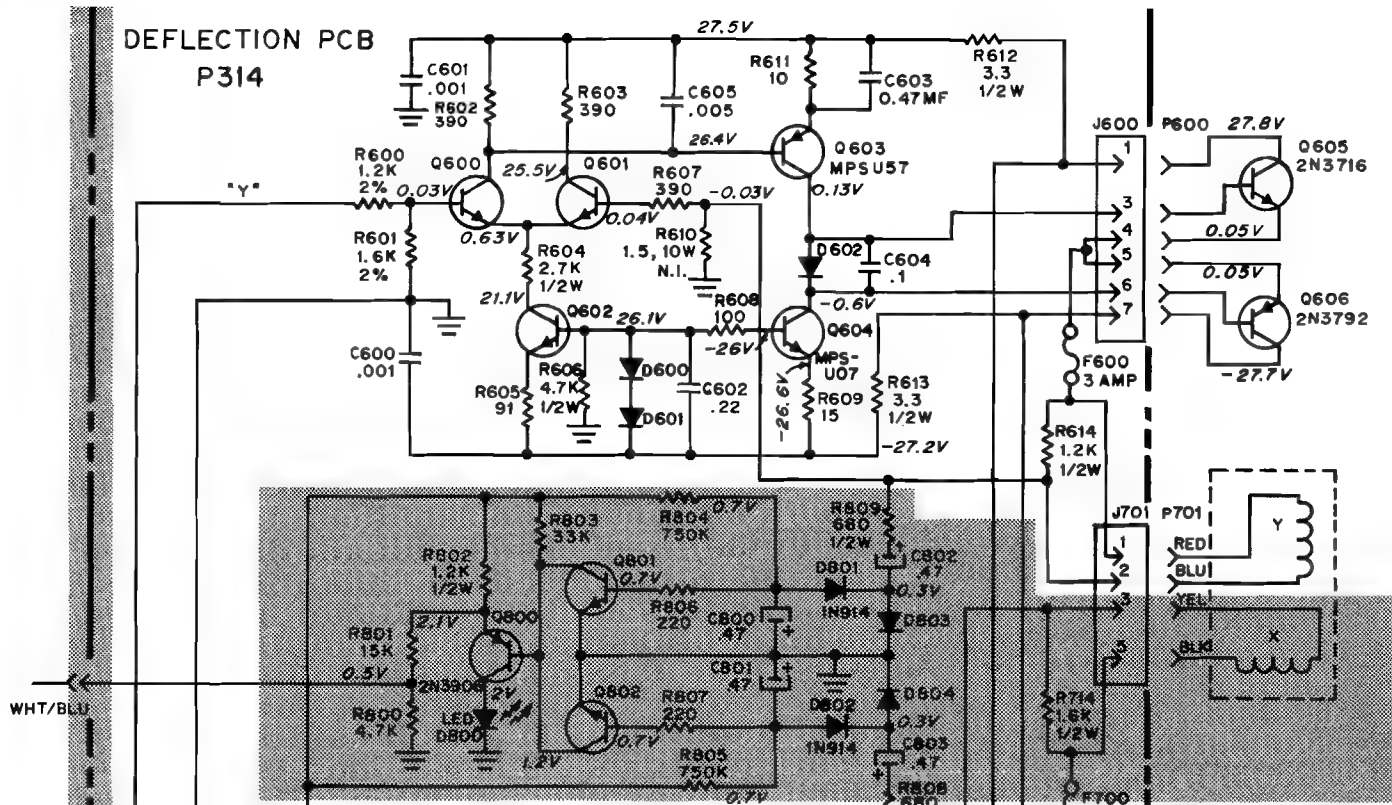 DEFLECTION PCB
P314
27.5V
C601
.001
R602
390
R603
390
C605
.005
R611
10
C603
0.47MF
R612
3.3
1/2W
J600
P600
27.8V
Q605
2N3716
0.05V
0.05V
Q606
2N3792
-27.7V
1
3
4
5
6
7
26.4V
Q603
MPSU57
0.13V
R600
1.2K
2%
"Y"
0.03V
Q600
25.5V
Q601
R607
390
-0.03V
0.04V
0.63V
R601
1.6K
2%
R604
2.7K
1/2W
R610
1.5, 10W
N.I.
D602
C604
.1
-0.6V
21.1V
Q602
26.1V
R608
100
-26V
Q604
MPS-
U07
C600
.001
R605
91
R606
4.7K
1/2W
D600
D601
C602
.22
-26.6V
R609
15
R613
3.3
1/2W
-27.2V
F600
3 AMP
R614
1.2K
1/2W
J701
P701
1
2
3
5
RED
BLU
YEL
BLK
Y
X
R803
33K
R804
750K
0.7V
R809
680
1/2W
C802
.47
0.3V
R802
1.2K
1/2W
Q801
0.7V
R806
220
C800
.47
D801
1N914
D803
2.1V
Q800
R801
15K
0.5V
2N3906
.2V
C801
.47
WHT/BLU
R800
4.7K
LED
D800
Q802
0.7V
R807
220
D802
1N914
D804
0.3V
C803
.47
R714
1.6K
1/2W
1.2V
R805
750K
0.7V
R808
680
F700